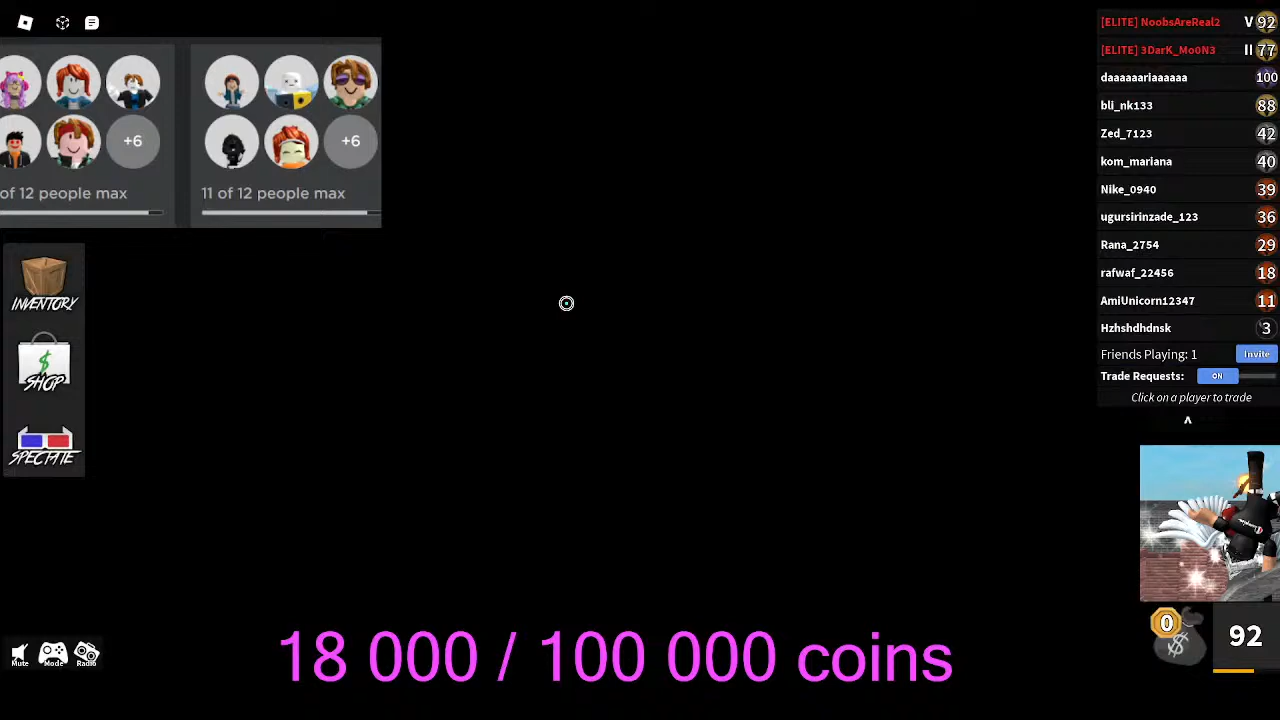 +6
+6
of 12 people max
11 of 12 people max
INVENTORY
SHOP
SPECTATE
[ELITE] NoobsAreReal2 V 92
[ELITE] 3DarK_Mo0N3 II 77
daaaaarlaaaaaa 100
bli_nk133 88
Zed_7123 42
kom_mariana 40
Nike_0940 39
ugursirinzade_123 36
Rana_2754 29
rafwaf_22456 18
AmiUnicorn12347 11
Hzhshdhdnsk 3
Friends Playing: 1 Invite
Trade Requests: ON
Click on a player to trade
0
92
Mute Mode Radio
18 000 / 100 000 coins